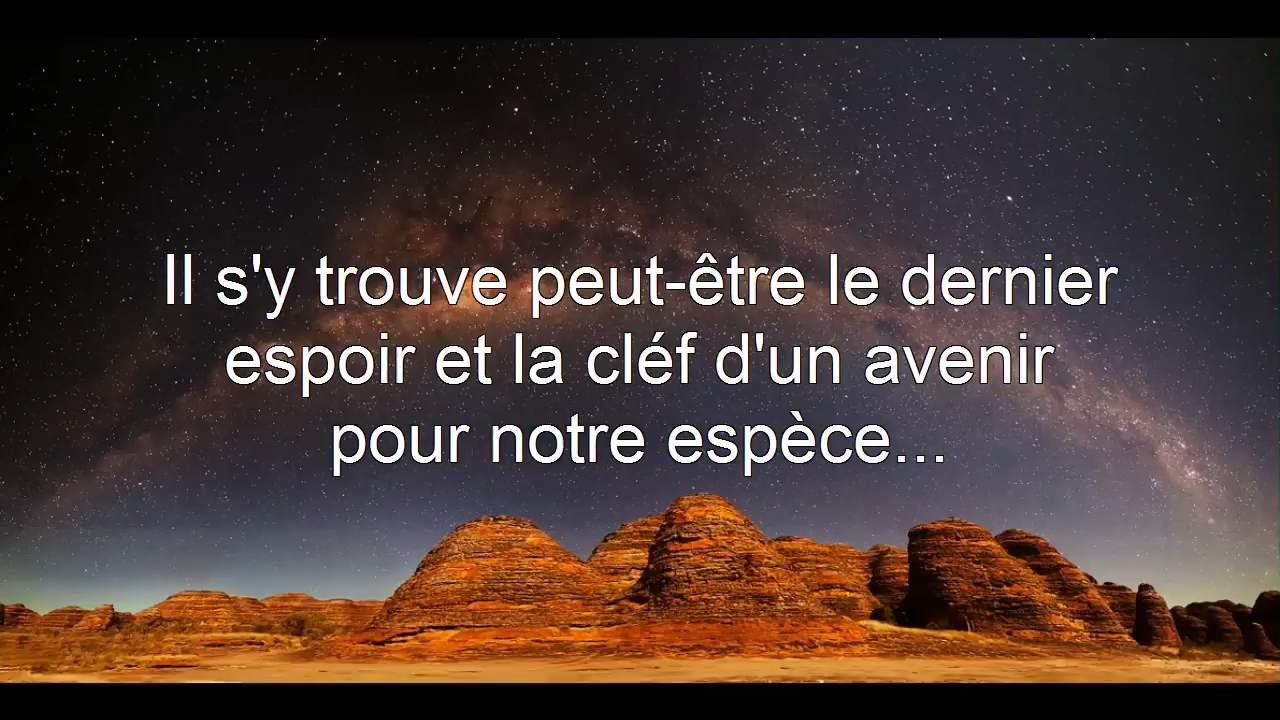 Il s'y trouve peut-être le dernier
espoir et la cléf d'un avenir
pour notre espèce...